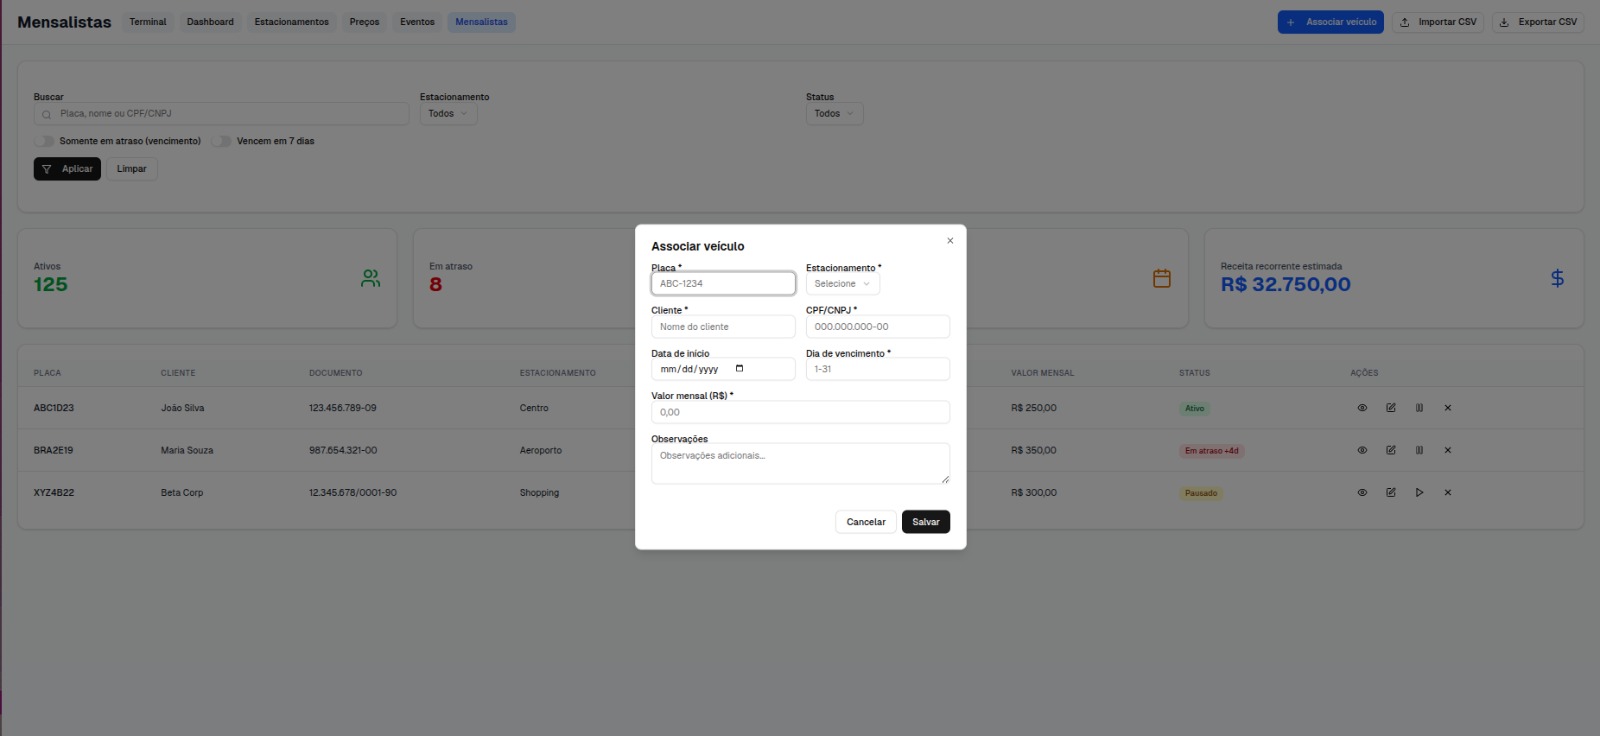 Mensalistas Terminal Dashboard Estacionamentos Preços Eventos Mensalistas + Associar veículo Importar CSV Exportar CSV
Buscar Estacionamento Status
Placa, nome ou CPF/CNPJ Todos Todos
Somente em atraso (vencimento) Vencem em 7 dias
Aplicar Limpar
Ativos Em atraso Receita recorrente estimada
125 8 R$ 32.750,00
Associar veículo
Placa * Estacionamento *
ABC-1234 Selecione
Cliente * CPF/CNPJ *
Nome do cliente 000.000.000-00
Data de início Dia de vencimento *
mm/dd/yyyy 1-31
Valor mensal (R$) *
0,00
Observações
Observações adicionais...
Cancelar Salvar
PLACA CLIENTE DOCUMENTO ESTACIONAMENTO VALOR MENSAL STATUS AÇÕES
ABC1D23 João Silva 123.456.789-09 Centro R$ 250,00 Ativo
BRA2E19 Maria Souza 987.654.321-00 Aeroporto R$ 350,00 Em atraso +4d
XYZ4B22 Beta Corp 12.345.678/0001-90 Shopping R$ 300,00 Pausado